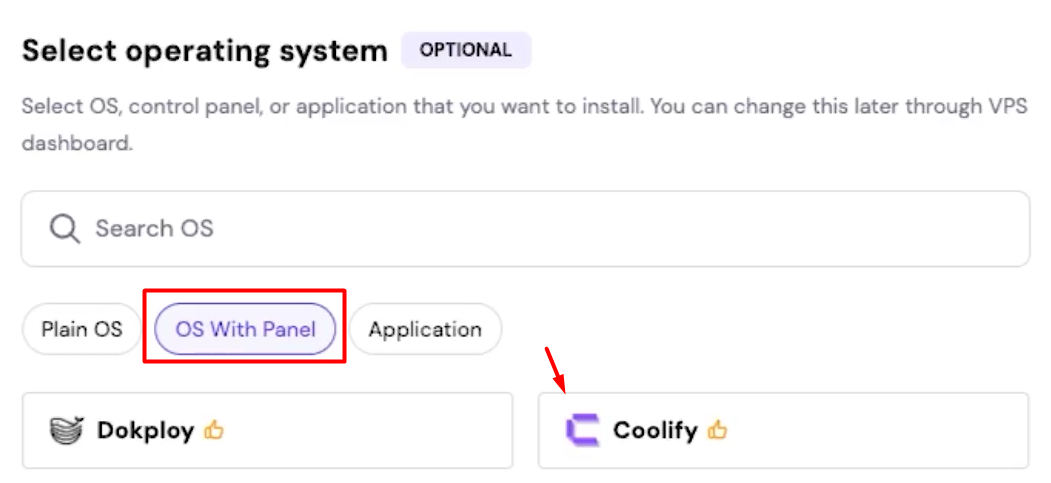 Select operating system OPTIONAL
Select OS, control panel, or application that you want to install. You can change this later through VPS
dashboard.
Search OS
Plain OS OS With Panel Application
Dokploy Coolify